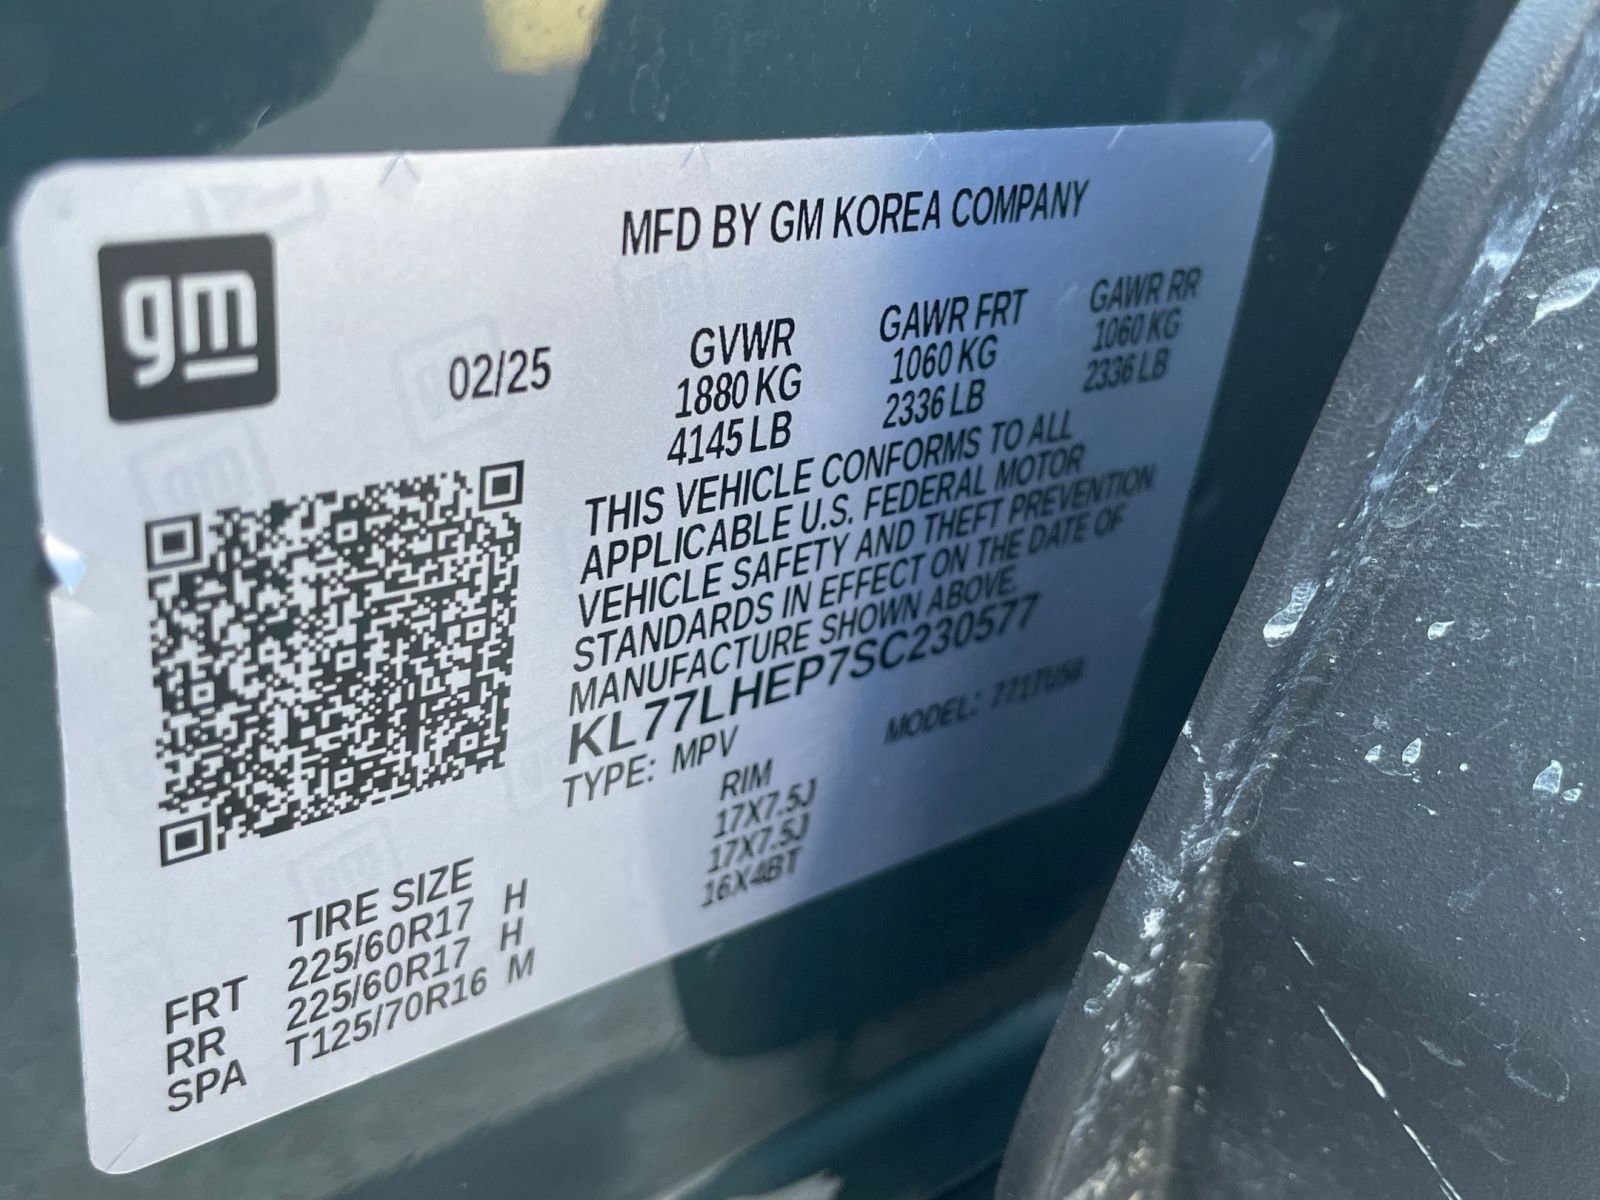 gm
MFD BY GM KOREA COMPANY
02/25
GVWR GAWR FRT GAWR RR
1880 KG 1060 KG 1060 KG
4145 LB 2336 LB 2336 LB
THIS VEHICLE CONFORMS TO ALL
APPLICABLE U.S. FEDERAL MOTOR
VEHICLE SAFETY AND THEFT PREVENTION
STANDARDS IN EFFECT ON THE DATE OF
MANUFACTURE SHOWN ABOVE.
KL77LHEP7SC230577
TYPE: MPV MODEL:
TIRE SIZE RIM
FRT 225/60R17 H 17X7.5J
RR 225/60R17 H 17X7.5J
SPA T125/70R16 M 16X4BT